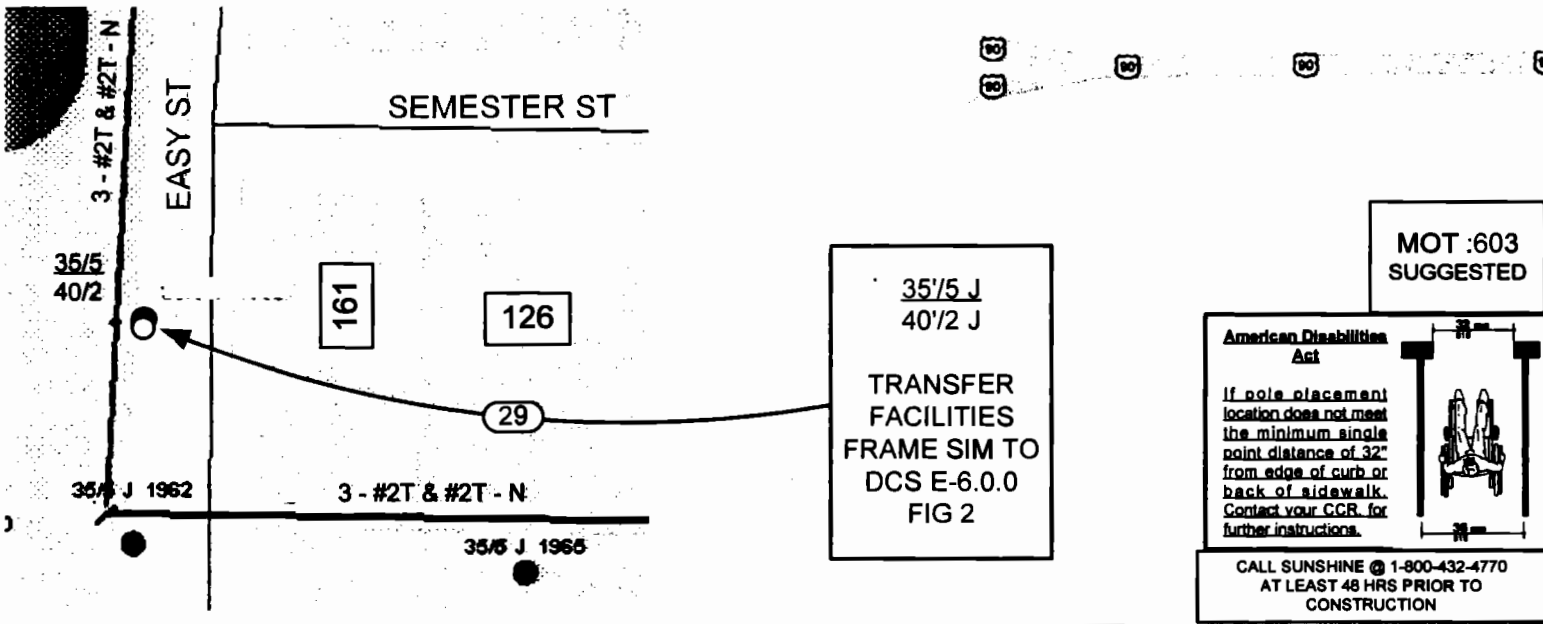 3 - #2T & #2T - N
EASY ST
SEMESTER ST
90
90
90
90
35/5
40/2
161
126
29
35'/5 J
40'/2 J
TRANSFER
FACILITIES
FRAME SIM TO
DCS E-6.0.0
FIG 2
MOT :603
SUGGESTED
American Disabilities
Act
If pole placement
location does not meet
the minimum single
point distance of 32"
from edge of curb or
back of sidewalk.
Contact your CCR. for
further instructions.
J 1962
3 - #2T & #2T - N
35/5 J 1965
CALL SUNSHINE @ 1-800-432-4770
AT LEAST 48 HRS PRIOR TO
CONSTRUCTION